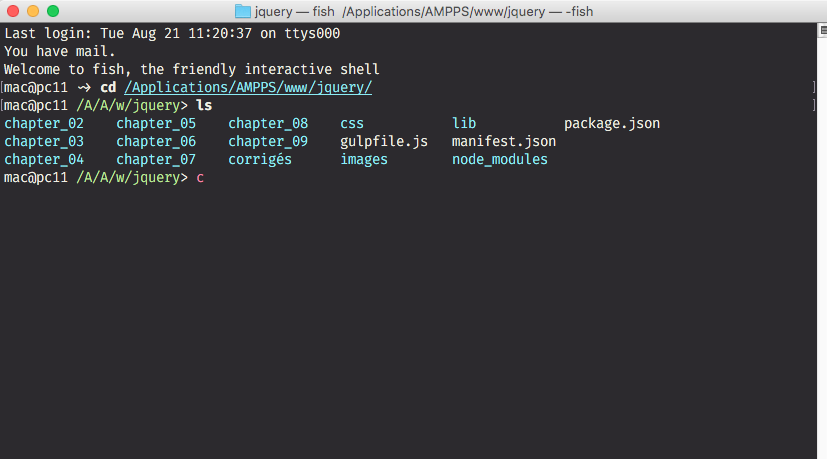 jquery — fish  /Applications/AMPPS/www/jquery — -fish
Last login: Tue Aug 21 11:20:37 on ttys000
You have mail.
Welcome to fish, the friendly interactive shell
[mac@pc11 ~> cd /Applications/AMPPS/www/jquery/ ]
[mac@pc11 /A/A/w/jquery> ls ]
chapter_02    chapter_05    chapter_08    css           lib           package.json
chapter_03    chapter_06    chapter_09    gulpfile.js   manifest.json
chapter_04    chapter_07    corrigés      images        node_modules
mac@pc11 /A/A/w/jquery> c